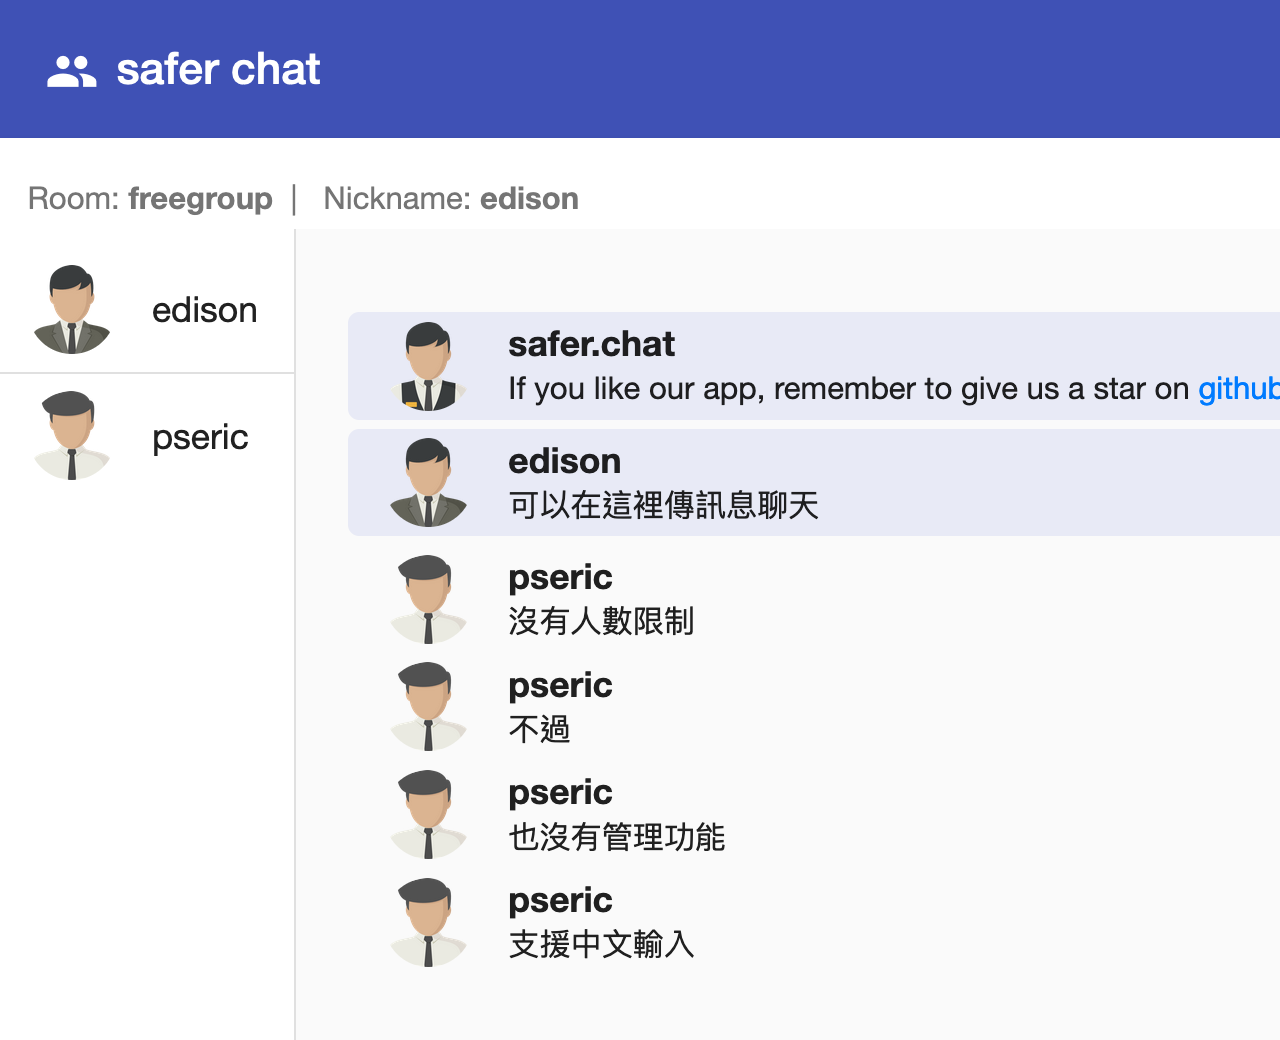 safer chat
Room: freegroup | Nickname: edison
edison
pseric
safer.chat
If you like our app, remember to give us a star on github
edison
可以在這裡傳訊息聊天
pseric
沒有人數限制
pseric
不過
pseric
也沒有管理功能
pseric
支援中文輸入